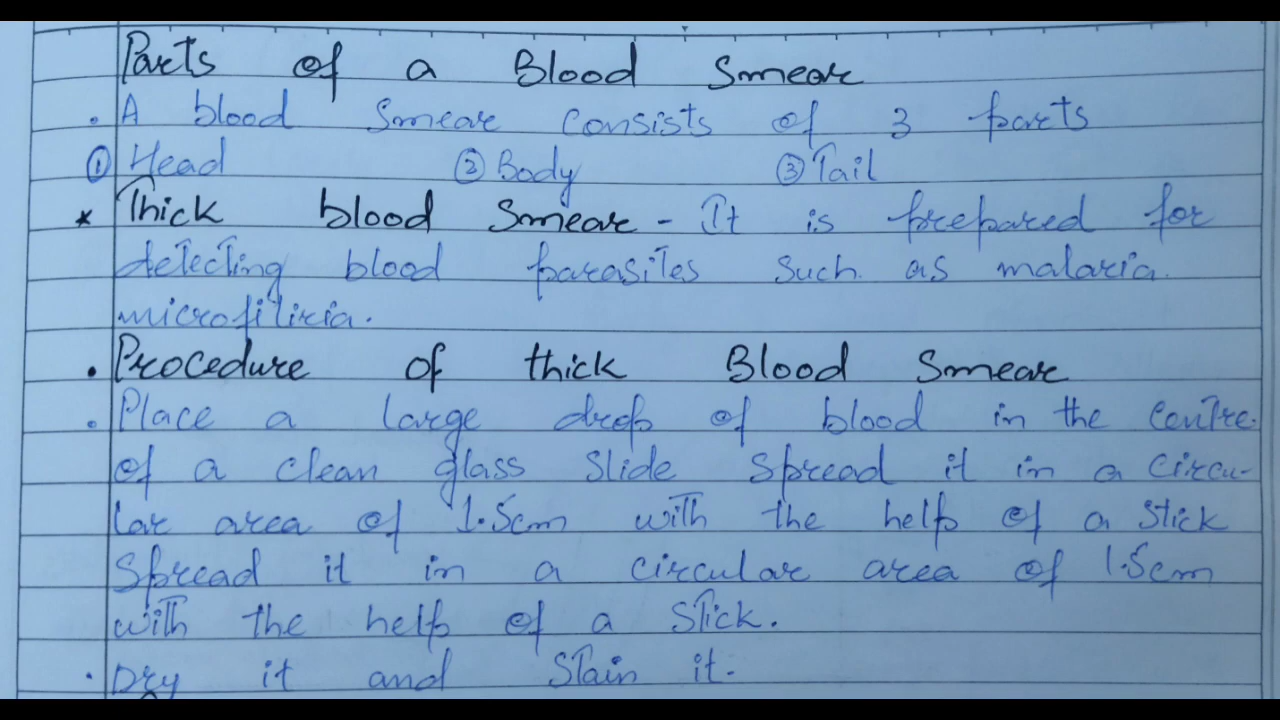 Parts of a Blood Smear
. A blood smear consists of 3 parts
① Head ② Body ③ Tail
* Thick blood Smear - It is prepared for
detecting blood parasites such as malaria.
microfiliria.
. Procedure of thick Blood Smear
. Place a large drop of blood in the centre.
of a clean glass slide spread it in a circu-
lar area of 1.5cm with the help of a stick
Spread it in a circular area of 1.5cm
with the help of a stick.
. Dry it and stain it.